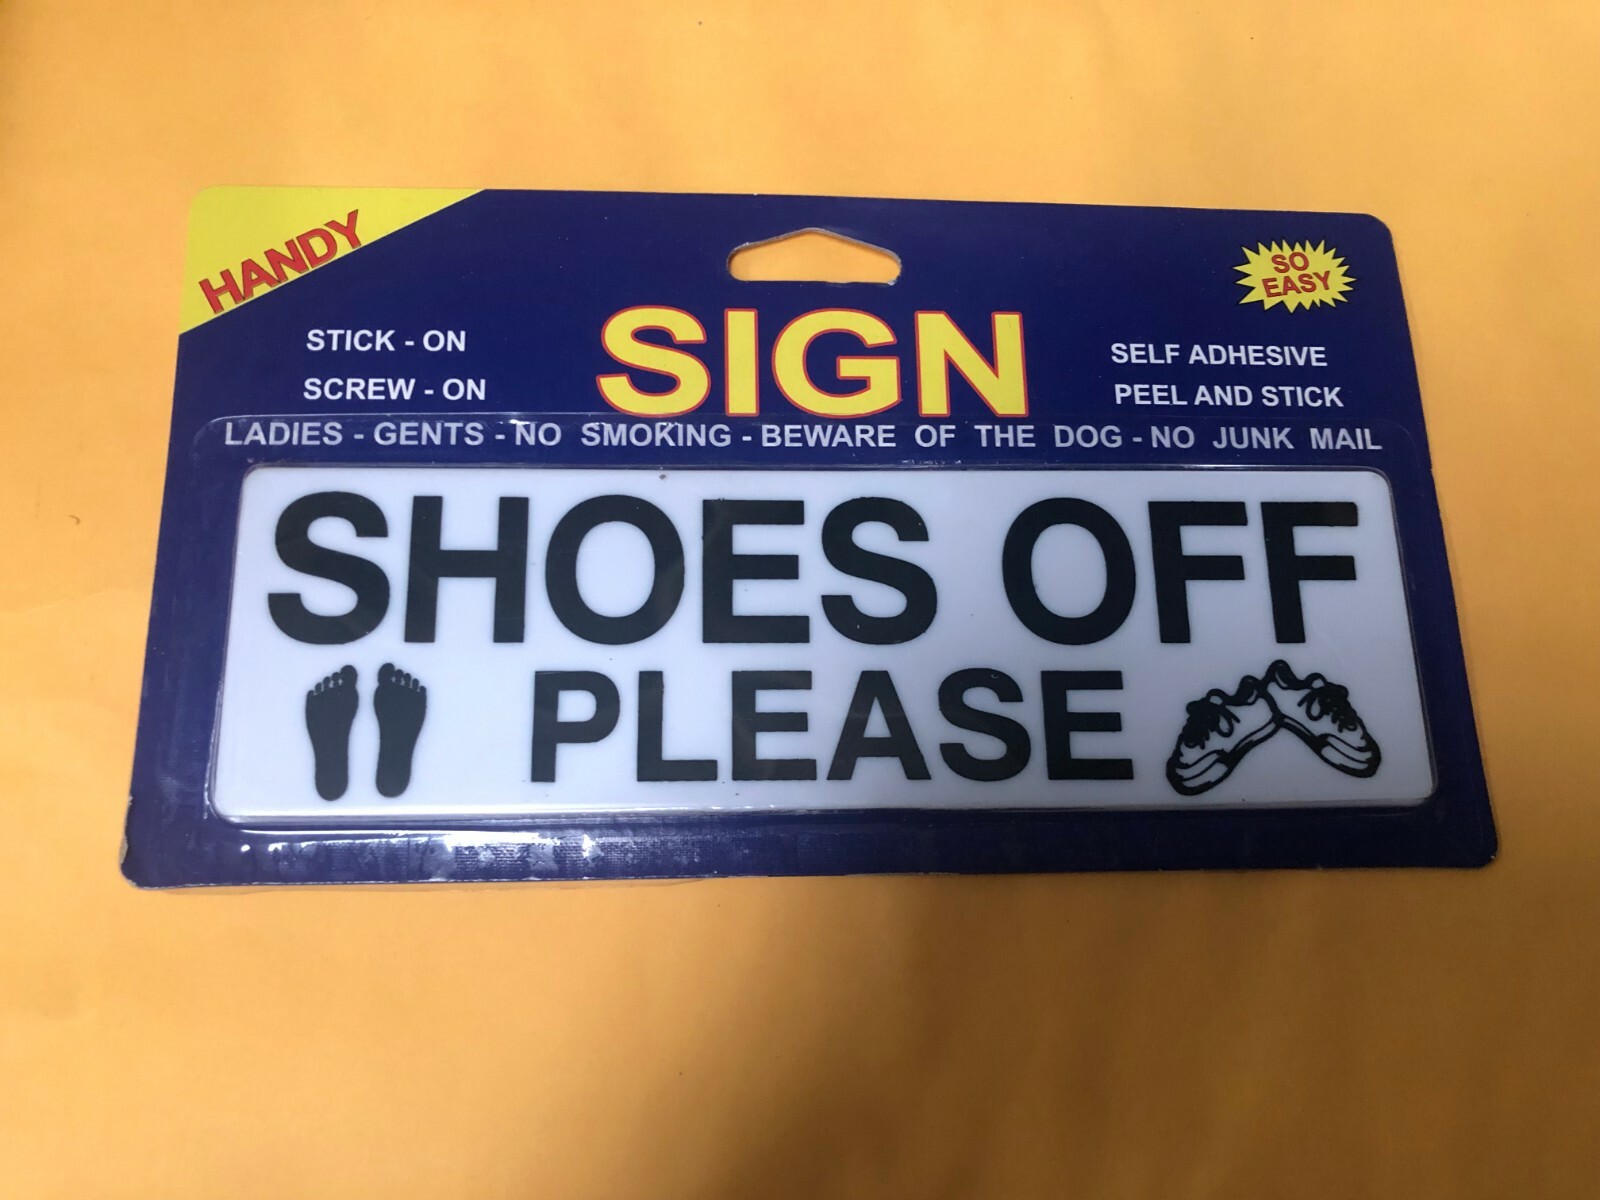 HANDY
SO
EASY
SIGN
STICK - ON
SCREW - ON
SELF ADHESIVE
PEEL AND STICK
LADIES - GENTS - NO SMOKING - BEWARE OF THE DOG - NO JUNK MAIL
SHOES OFF
PLEASE